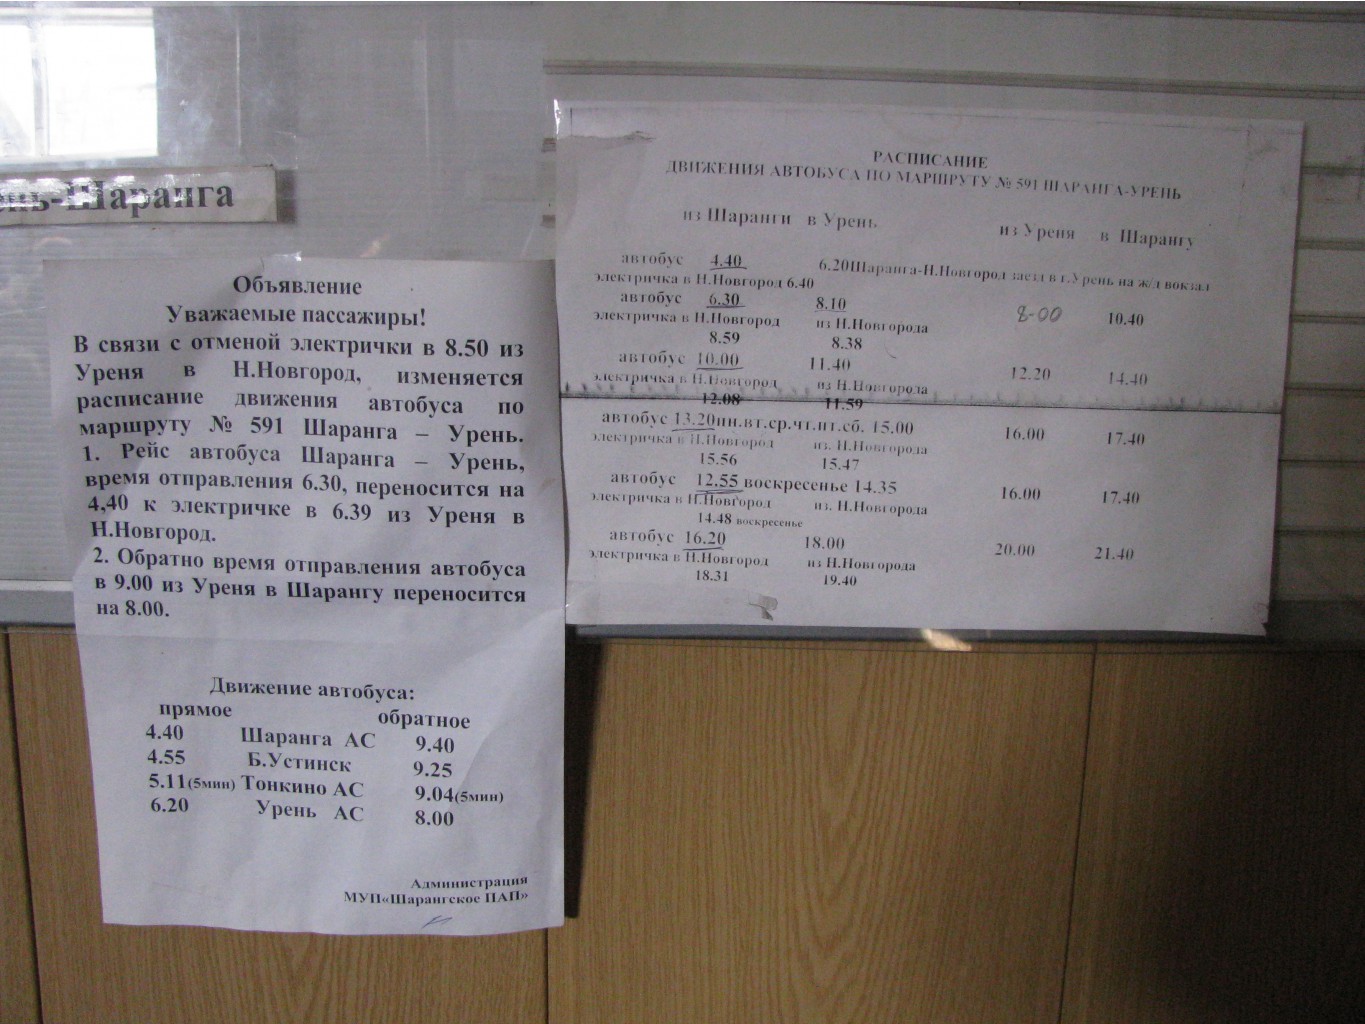 нь-Шаранга
Объявление
Уважаемые пассажиры!
В связи с отменой электрички в 8.50 из
Уреня в Н.Новгород, изменяется
расписание движения автобуса по
маршруту № 591 Шаранга – Урень.
1. Рейс автобуса Шаранга – Урень,
время отправления 6.30, переносится на
4,40 к электричке в 6.39 из Уреня в
Н.Новгород.
2. Обратно время отправления автобуса
в 9.00 из Уреня в Шарангу переносится
на 8.00.
Движение автобуса:
прямое обратное
4.40 Шаранга АС 9.40
4.55 Б.Устинск 9.25
5.11(5мин) Тонкино АС 9.04(5мин)
6.20 Урень АС 8.00
Администрация
МУП«Шарангское ПАП»
РАСПИСАНИЕ
ДВИЖЕНИЯ АВТОБУСА ПО МАРШРУТУ № 591 ШАРАНГА-УРЕНЬ
из Шаранги в Урень из Уреня в Шарангу
автобус 4.40 6.20Шаранга-Н.Новгород заезд в г.Урень на ж/д вокзал
электричка в Н.Новгород 6.40
автобус 6.30 8.10 8-00 10.40
электричка в Н.Новгород из Н.Новгорода
8.59 8.38
автобус 10.00 11.40 12.20 14.40
электричка в Н.Новгород из Н.Новгорода
12.08 11.59
автобус 13.20пн.вт.ср.чт.пт.сб. 15.00 16.00 17.40
электричка в Н.Новгород из. Н.Новгорода
15.56 15.47
автобус 12.55 воскресенье 14.35 16.00 17.40
электричка в Н.Новгород из. Н.Новгорода
14.48 воскресенье
автобус 16.20 18.00 20.00 21.40
электричка в Н.Новгород из Н.Новгорода
18.31 19.40